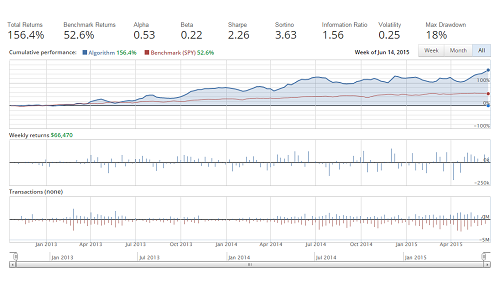 Total Returns Benchmark Returns Alpha Beta Sharpe Sortino Information Ratio Volatility Max Drawdown
156.4% 52.6% 0.53 0.22 2.26 3.63 1.56 0.25 18%
Cumulative performance: Algorithm 156.4% Benchmark (SPY) 52.6% Week of Jun 14, 2015 Week Month All
100%
0%
-100%
Weekly returns $66,470
0k
-250k
Transactions (none)
0M
-5M
Jan 2013 Apr 2013 Jul 2013 Oct 2013 Jan 2014 Apr 2014 Jul 2014 Oct 2014 Jan 2015 Apr 2015
Jan 2013 Jul 2013 Jan 2014 Jul 2014 Jan 2015